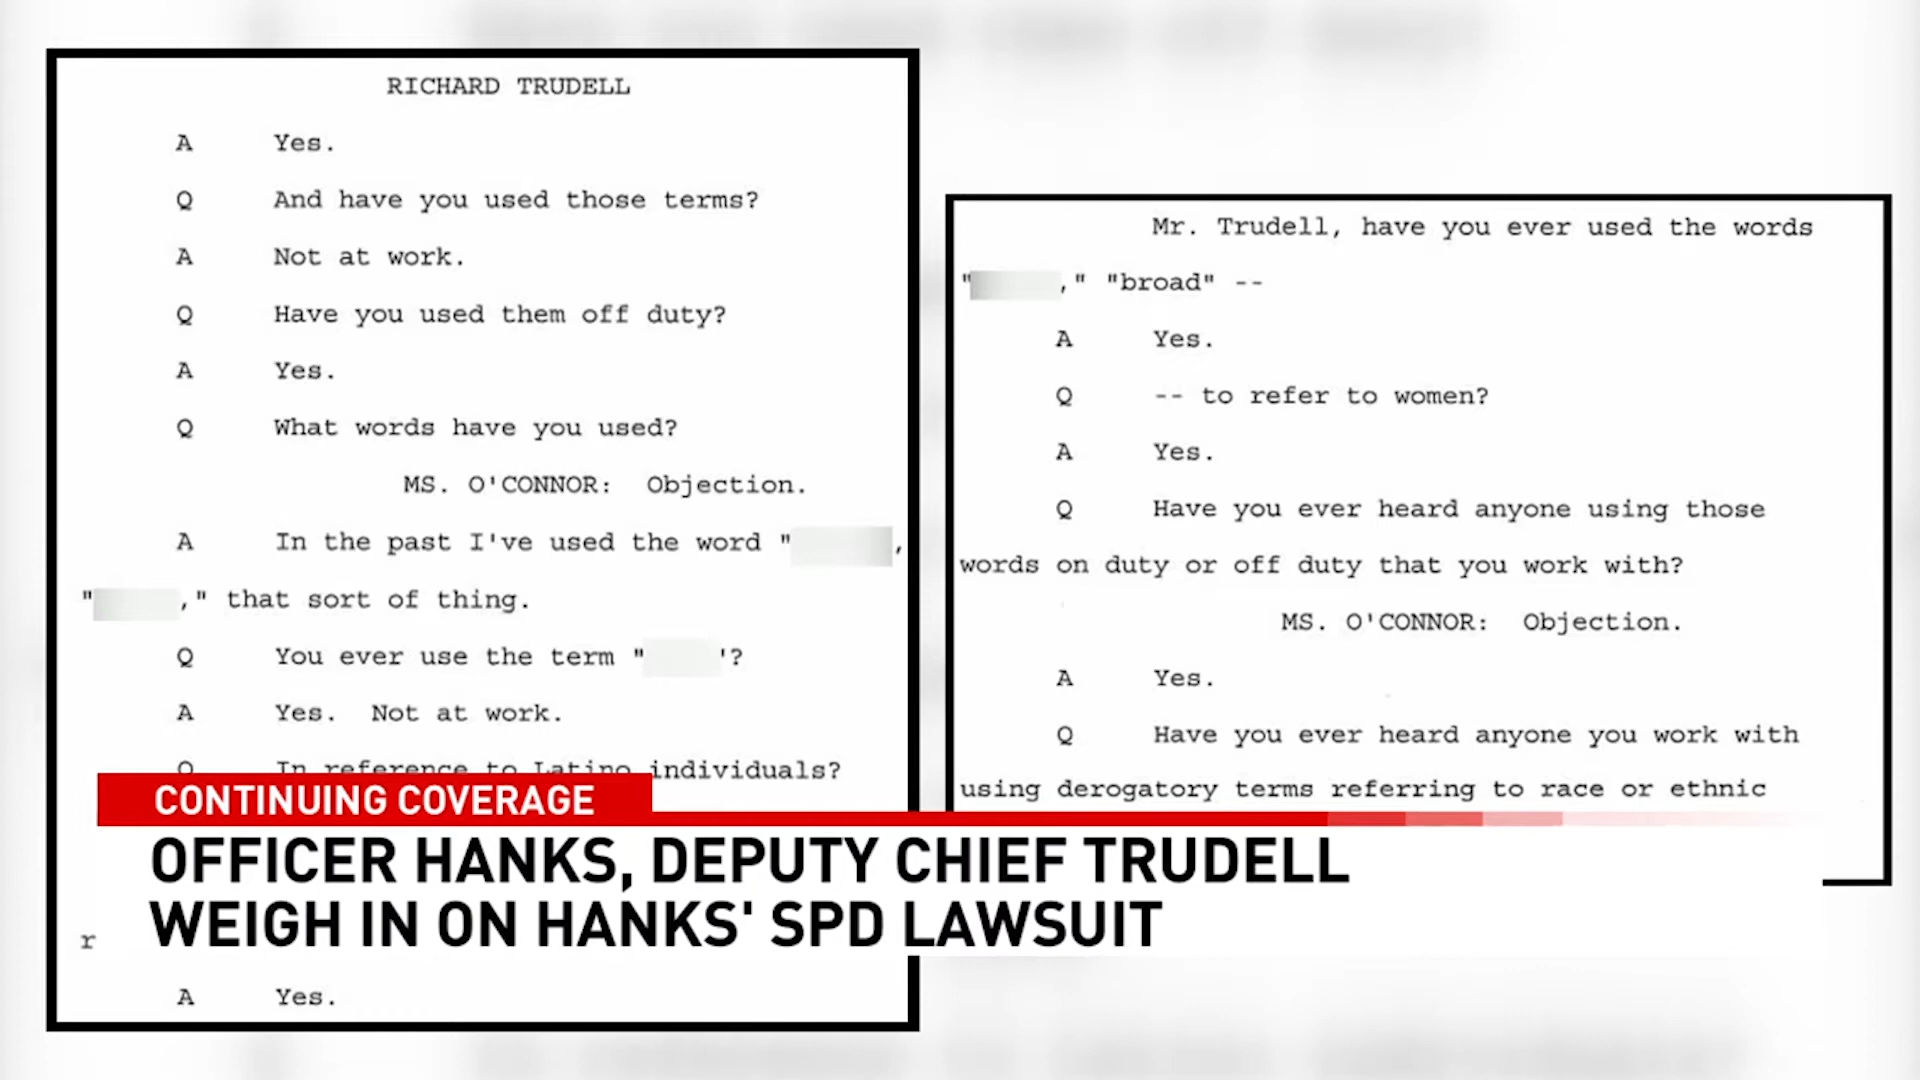 RICHARD TRUDELL
A Yes.
Q And have you used those terms?
A Not at work.
Q Have you used them off duty?
A Yes.
Q What words have you used?
MS. O'CONNOR: Objection.
A In the past I've used the word " ,
" ," that sort of thing.
Q You ever use the term " '?
A Yes. Not at work.
Q In reference to Latino individuals?
r
A Yes.
Mr. Trudell, have you ever used the words
" ," "broad" --
A Yes.
Q -- to refer to women?
A Yes.
Q Have you ever heard anyone using those
words on duty or off duty that you work with?
MS. O'CONNOR: Objection.
A Yes.
Q Have you ever heard anyone you work with
using derogatory terms referring to race or ethnic
CONTINUING COVERAGE
OFFICER HANKS, DEPUTY CHIEF TRUDELL
WEIGH IN ON HANKS' SPD LAWSUIT